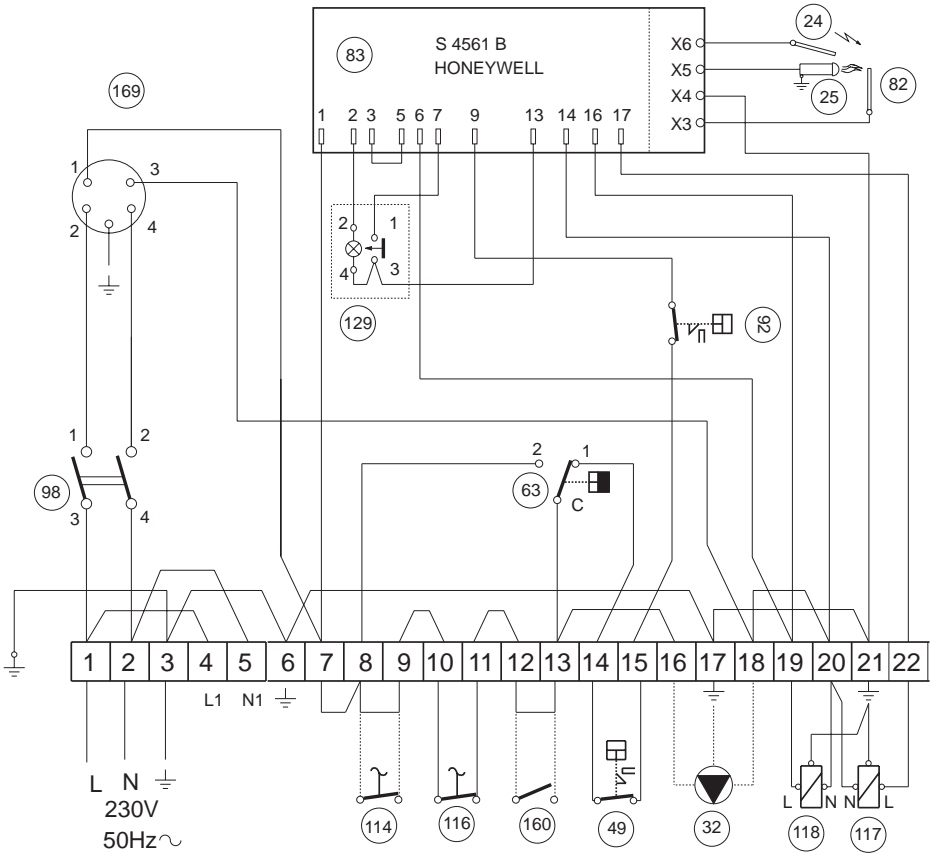 24
X6
S 4561 B
83
HONEYWELL
X5
82
25
169
X4
X3
1 2 3 5 6 7 9 13 14 16 17
1 3
2 4
2 1
4 3
129
92
1 2
98
3 4
2 1
63
C
1 2 3 4 5 6 7 8 9 10 11 12 13 14 15 16 17 18 19 20 21 22
L1 N1
L N
230V
50Hz
L N N L
114 116 160 49 32 118 117